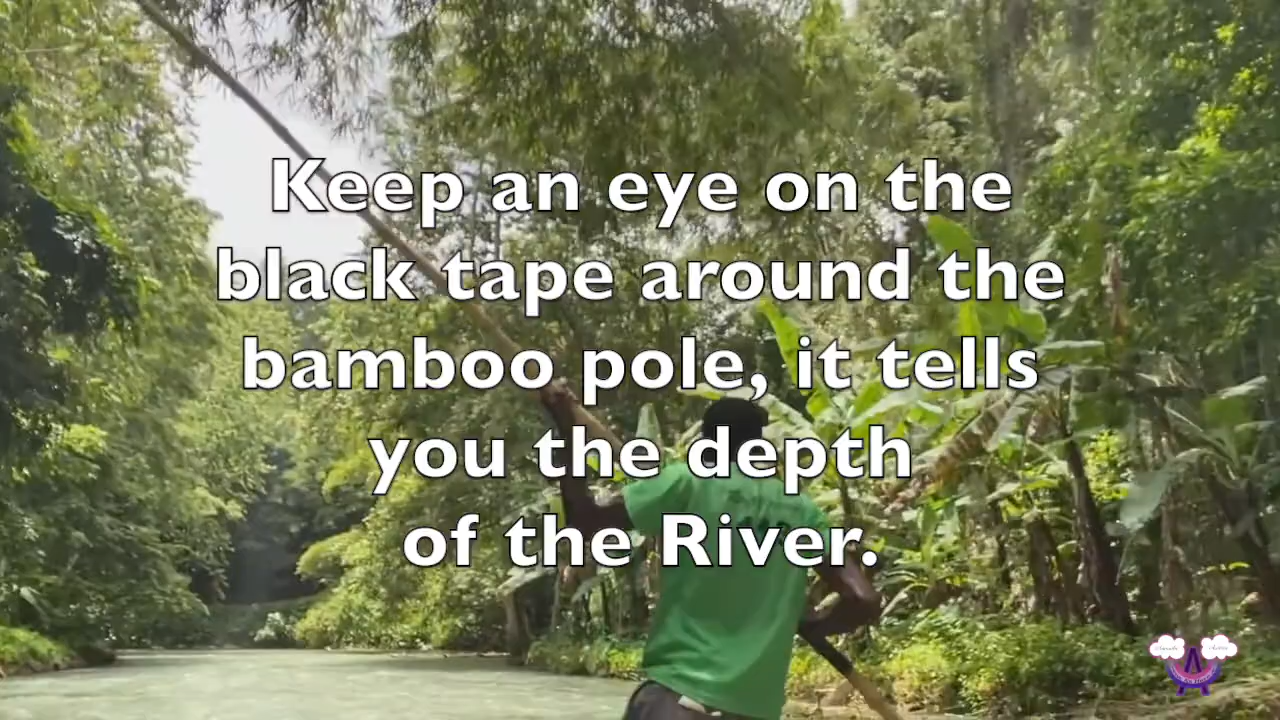 Keep an eye on the
black tape around the
bamboo pole, it tells
you the depth
of the River.